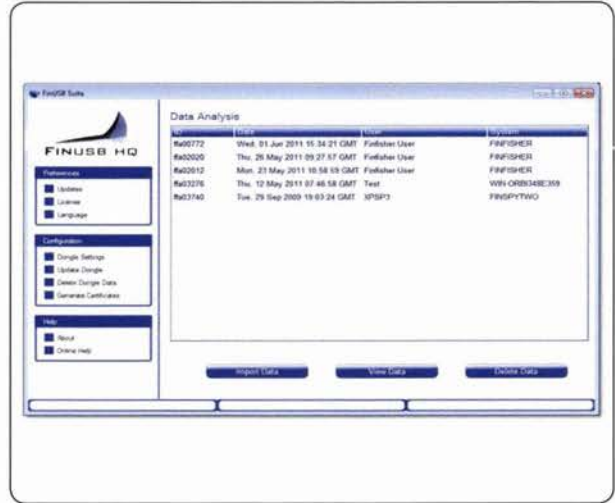 FinUSB Suite
FINUSB HQ
Preferences
Updates
License
Language
Configuration
Dongle Settings
Update Dongle
Delete Dongle Data
Generate Certificates
Help
About
Online Help
Data Analysis
ID Date User System
ffa00772 Wed, 01 Jun 2011 15:34:21 GMT Finfisher User FINFISHER
ffa02020 Thu, 26 May 2011 09:27:57 GMT Finfisher User FINFISHER
ffa02012 Mon, 23 May 2011 10:58:59 GMT Finfisher User FINFISHER
ffa03276 Thu, 12 May 2011 07:46:58 GMT Test
ffa03740 Tue, 29 Sep 2009 19:03:24 GMT XPSP3 FINSPYTWO
Import Data View Data Delete Data